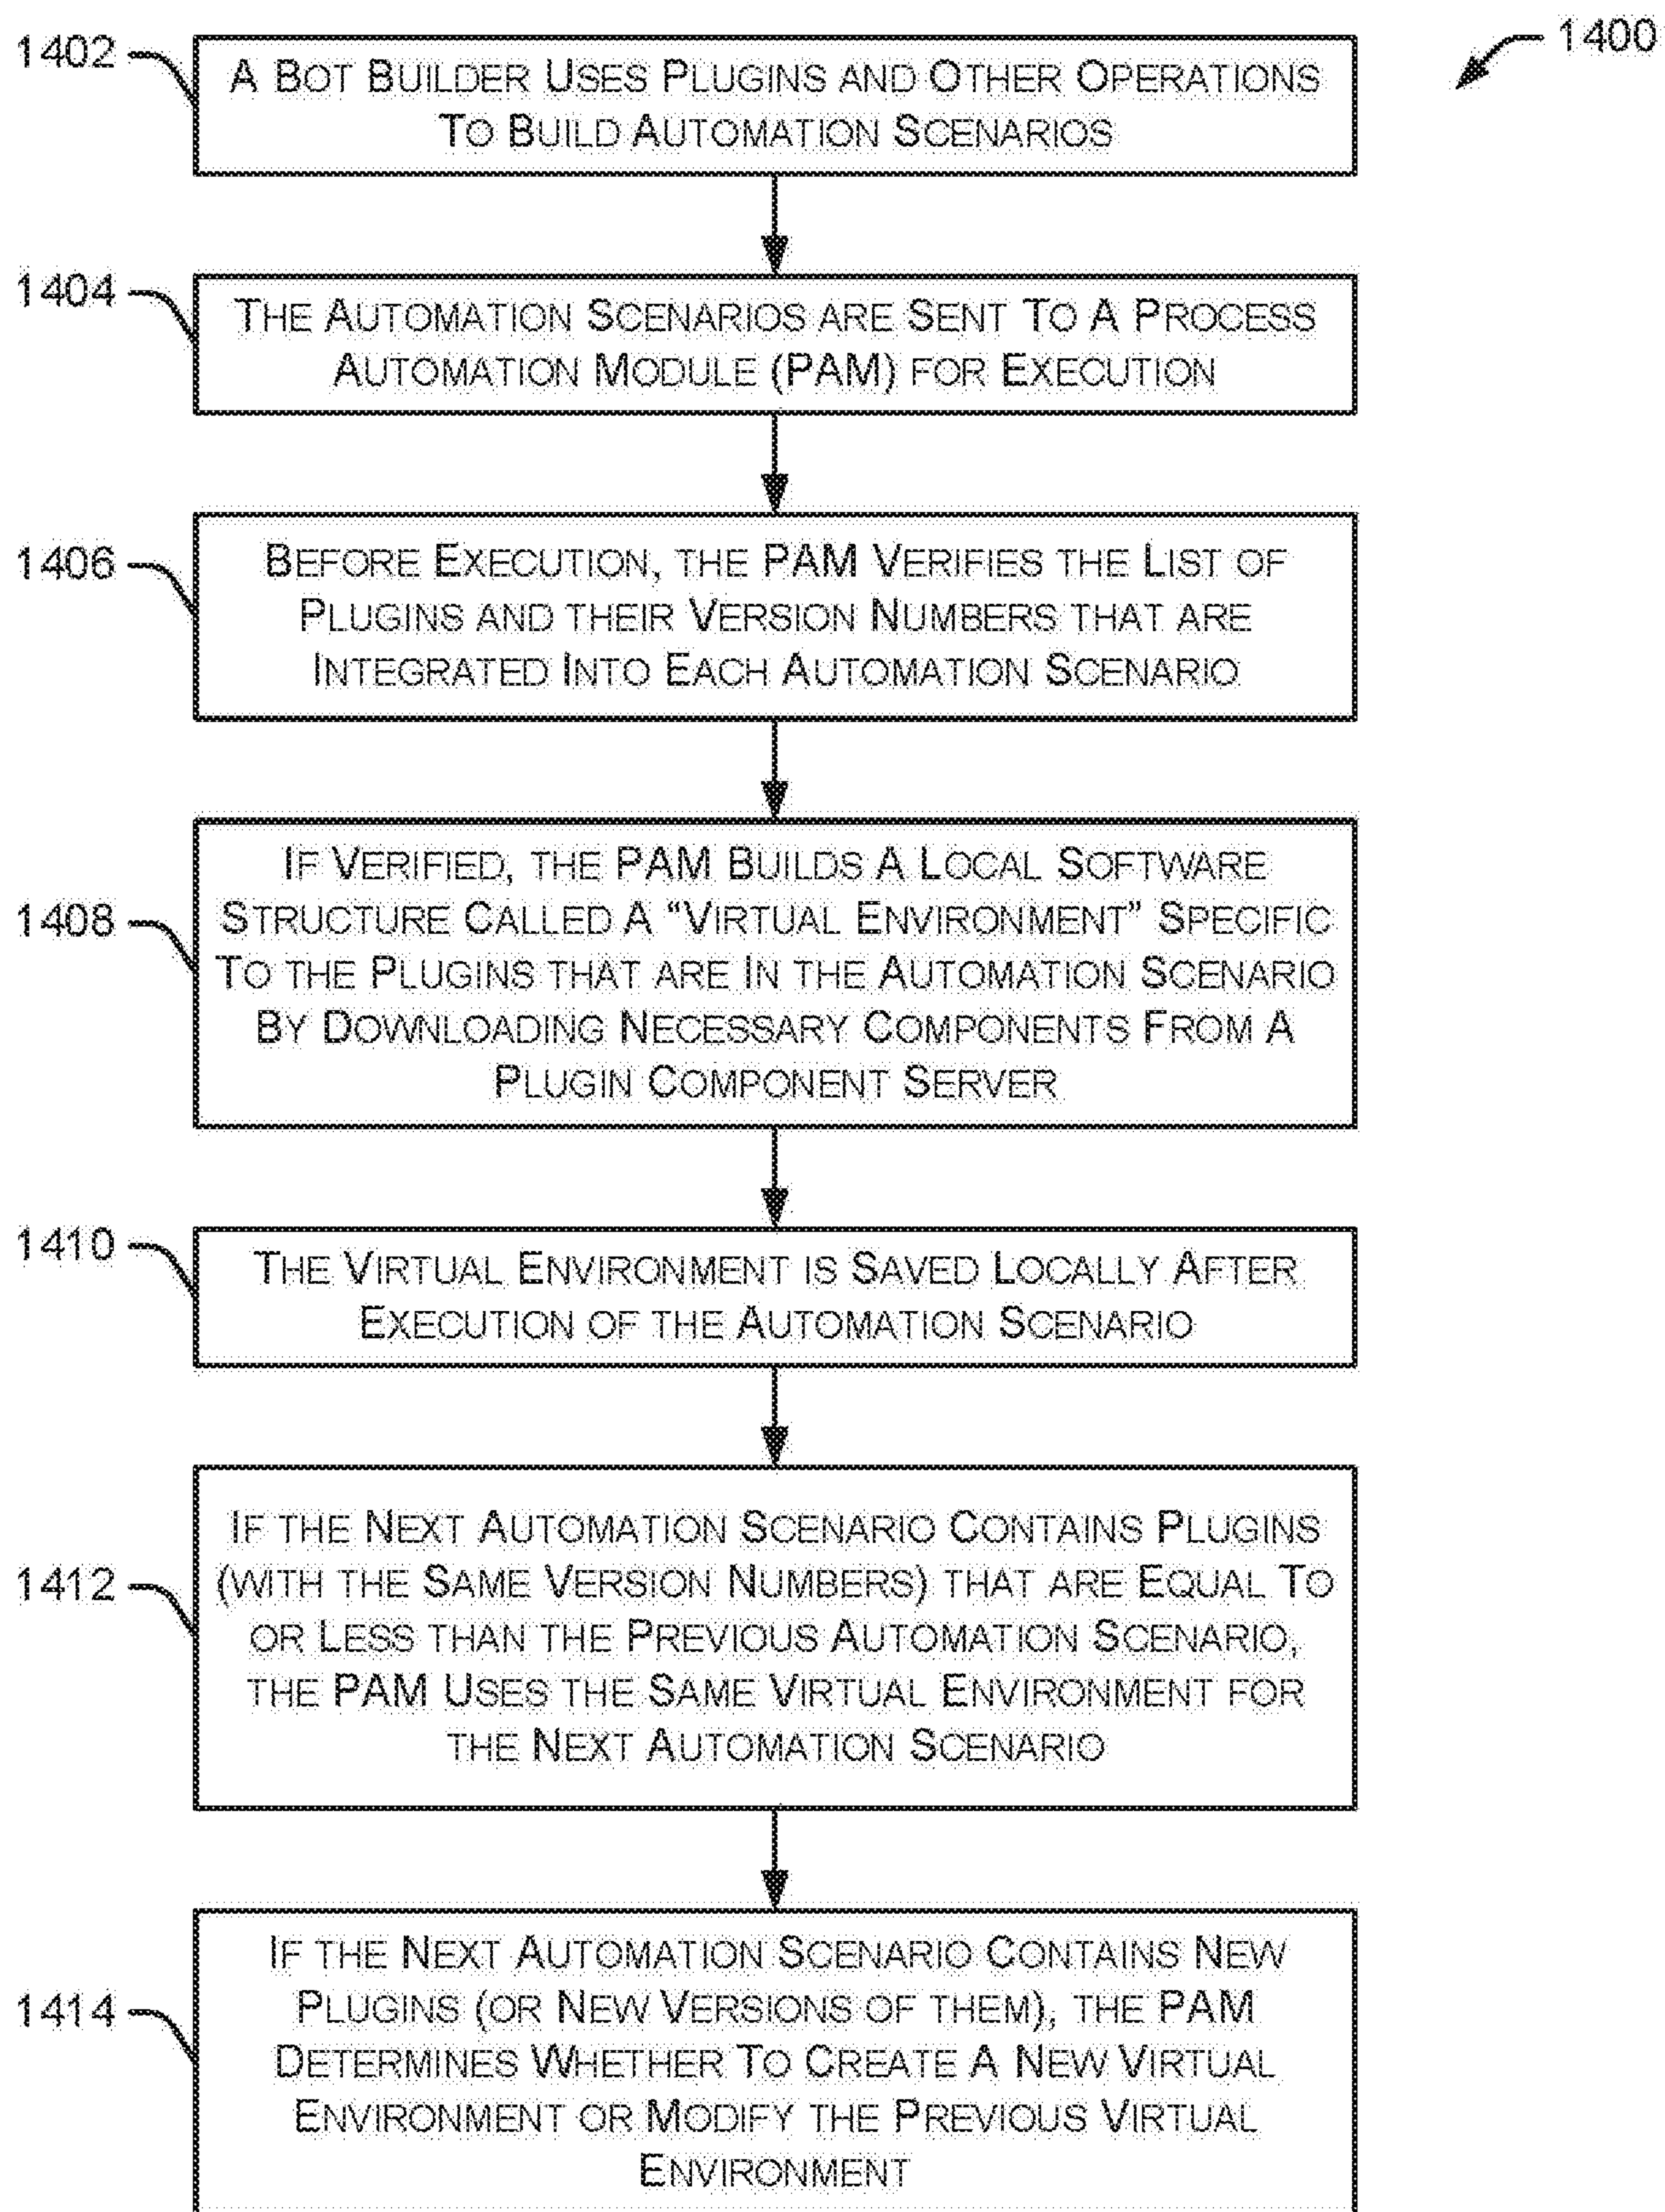 1400
1402
A BOT BUILDER USES PLUGINS AND OTHER OPERATIONS
TO BUILD AUTOMATION SCENARIOS
1404
THE AUTOMATION SCENARIOS ARE SENT TO A PROCESS
AUTOMATION MODULE (PAM) FOR EXECUTION
1406
BEFORE EXECUTION, THE PAM VERIFIES THE LIST OF
PLUGINS AND THEIR VERSION NUMBERS THAT ARE
INTEGRATED INTO EACH AUTOMATION SCENARIO
1408
IF VERIFIED, THE PAM BUILDS A LOCAL SOFTWARE
STRUCTURE CALLED A “VIRTUAL ENVIRONMENT” SPECIFIC
TO THE PLUGINS THAT ARE IN THE AUTOMATION SCENARIO
BY DOWNLOADING NECESSARY COMPONENTS FROM A
PLUGIN COMPONENT SERVER
1410
THE VIRTUAL ENVIRONMENT IS SAVED LOCALLY AFTER
EXECUTION OF THE AUTOMATION SCENARIO
1412
IF THE NEXT AUTOMATION SCENARIO CONTAINS PLUGINS
(WITH THE SAME VERSION NUMBERS) THAT ARE EQUAL TO
OR LESS THAN THE PREVIOUS AUTOMATION SCENARIO,
THE PAM USES THE SAME VIRTUAL ENVIRONMENT FOR
THE NEXT AUTOMATION SCENARIO
1414
IF THE NEXT AUTOMATION SCENARIO CONTAINS NEW
PLUGINS (OR NEW VERSIONS OF THEM), THE PAM
DETERMINES WHETHER TO CREATE A NEW VIRTUAL
ENVIRONMENT OR MODIFY THE PREVIOUS VIRTUAL
ENVIRONMENT